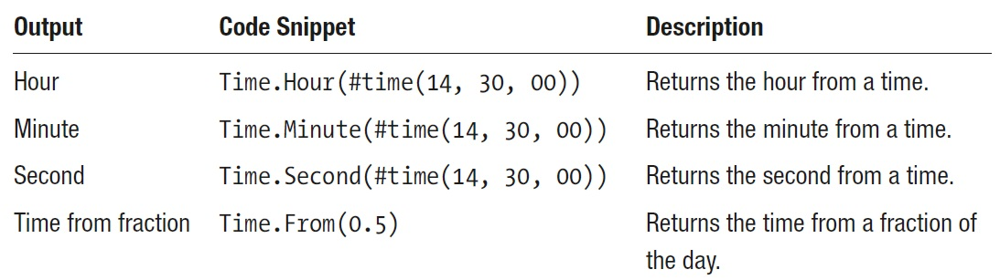 Output Code Snippet Description
Hour Time.Hour(#time(14, 30, 00)) Returns the hour from a time.
Minute Time.Minute(#time(14, 30, 00)) Returns the minute from a time.
Second Time.Second(#time(14, 30, 00)) Returns the second from a time.
Time from fraction Time.From(0.5) Returns the time from a fraction of
the day.